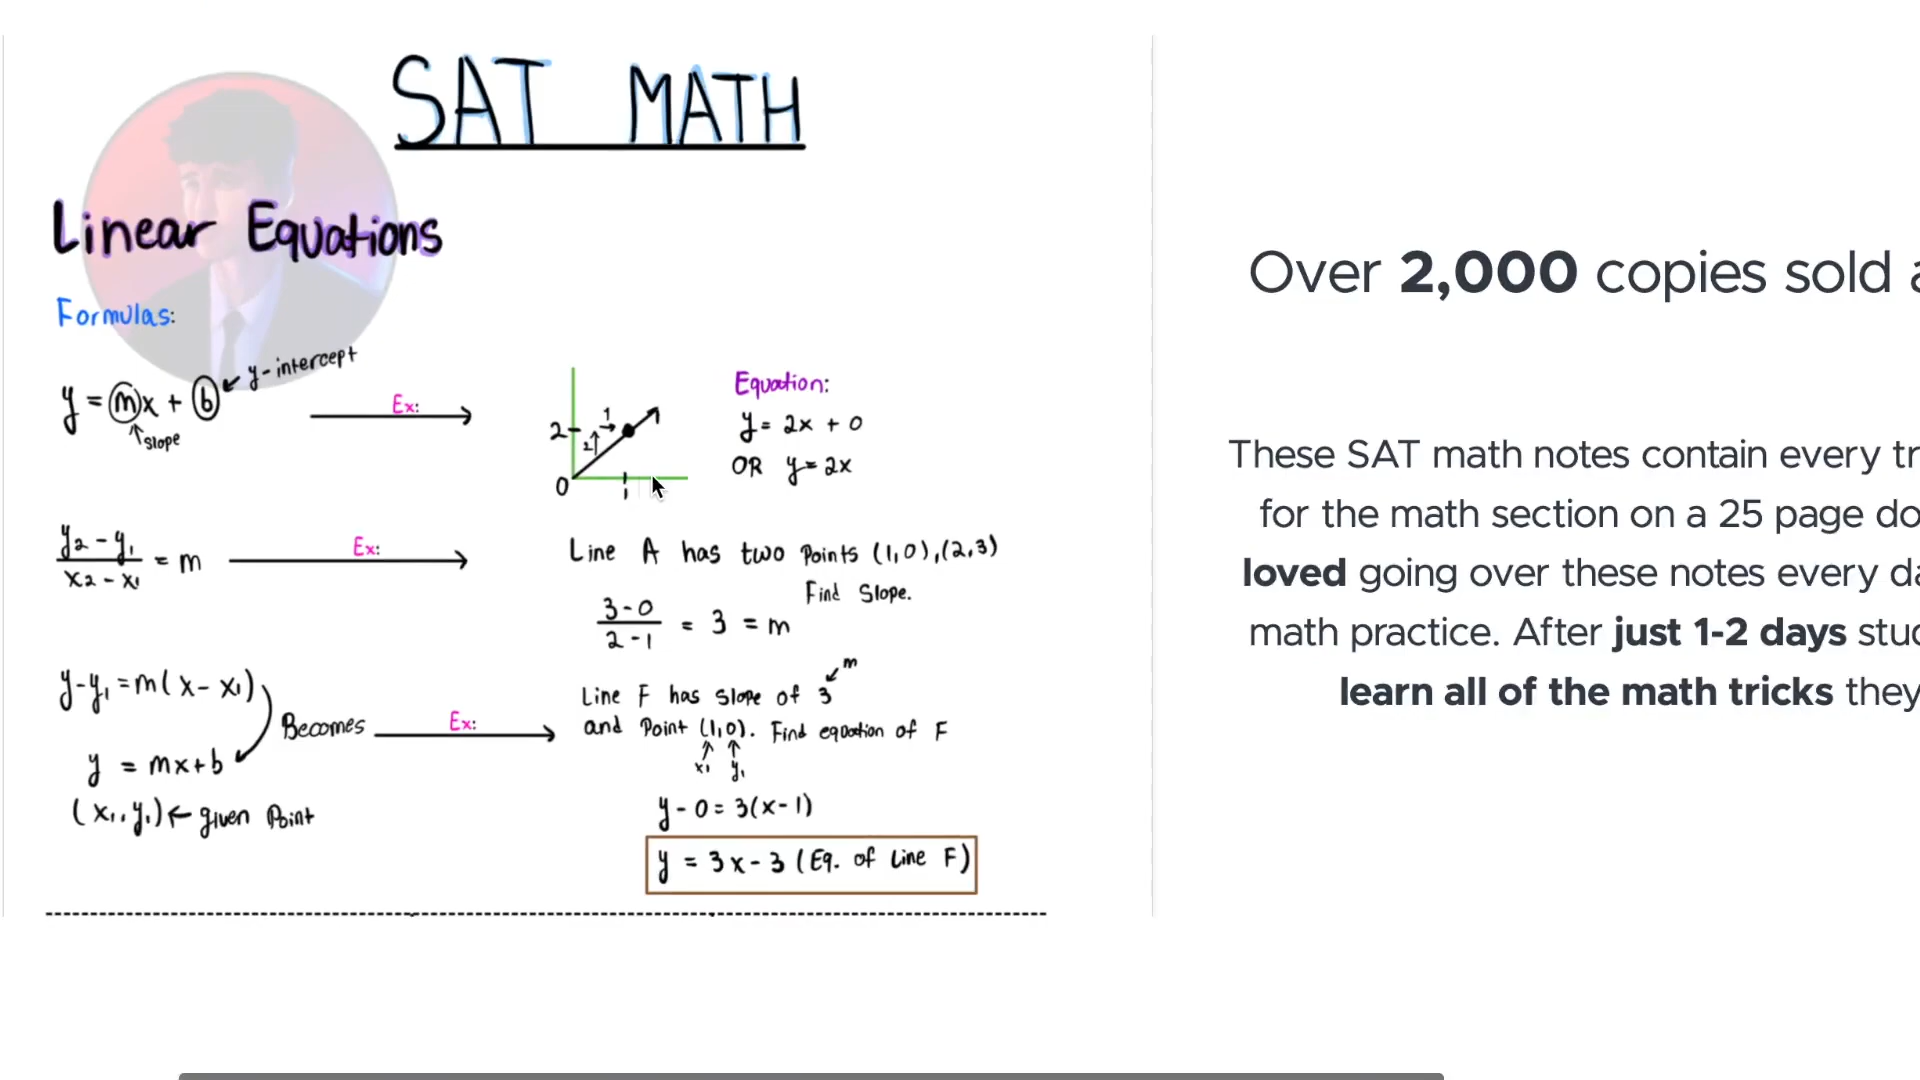 SAT MATH
Linear Equations
Formulas:
y = mx + b
y-intercept
slope
Ex:
2
1
2
0
1
Equation:
y = 2x + 0
OR y = 2x
y2 - y1
x2 - x1
= m
Ex:
Line A has two Points (1,0),(2,3)
Find Slope.
3-0
2-1
= 3 = m
y-y1=m(x-x1)
Becomes
y = mx+b
(x1,y1)← given Point
Ex:
m
Line F has slope of 3
and Point (1,0). Find equation of F
x1 y1
y-0=3(x-1)
y = 3x-3 (Eq. of Line F)
Over 2,000 copies sold
These SAT math notes contain every
for the math section on a 25 page
loved going over these notes every
math practice. After just 1-2 days
learn all of the math tricks they